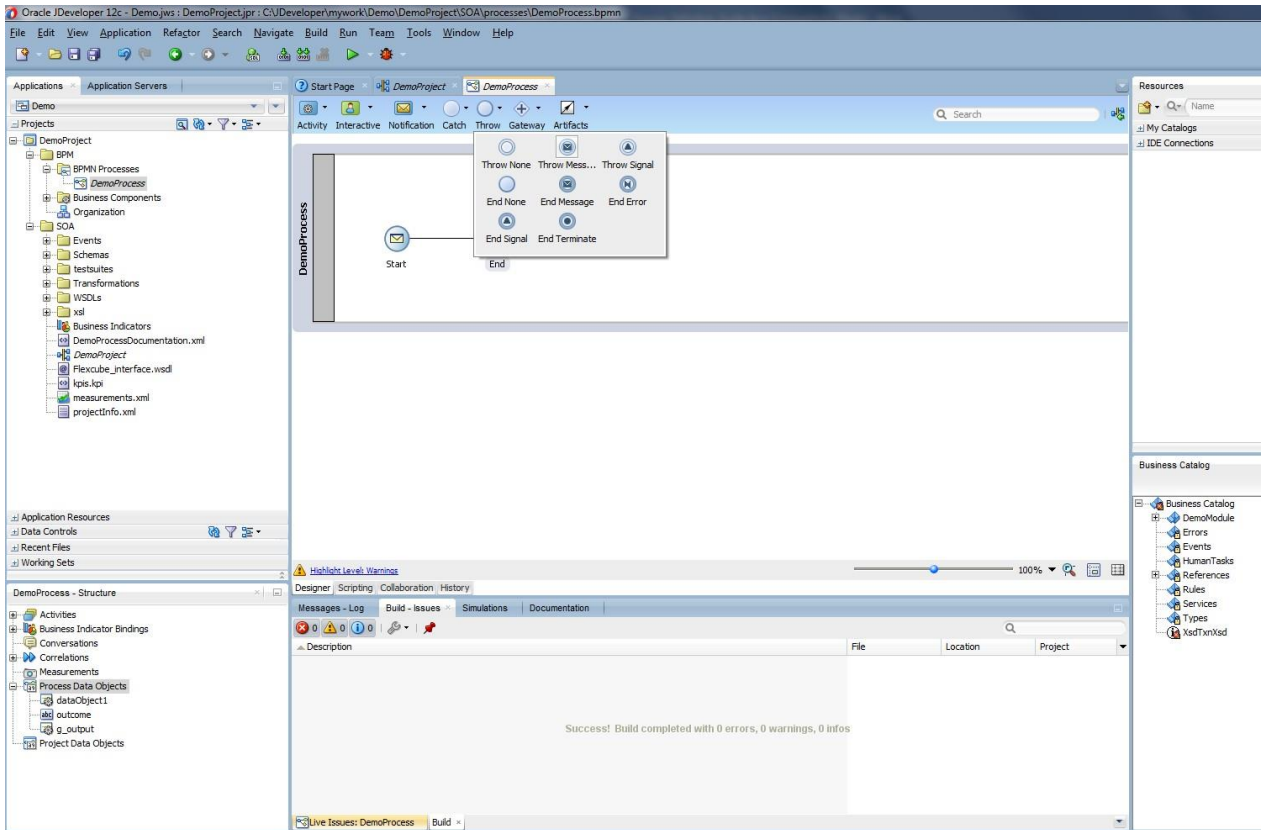 Oracle JDeveloper 12c - Demo.jws : DemoProject.jpr : C:\JDeveloper\mywork\Demo\DemoProject\SOA\processes\DemoProcess.bpmn
File Edit View Application Refactor Search Navigate Build Run Team Tools Window Help
Applications Application Servers
Demo
Projects
DemoProject
BPM
BPMN Processes
DemoProcess
Business Components
Organization
SOA
Events
Schemas
testsuites
Transformations
WSDLs
xsl
Business Indicators
DemoProcessDocumentation.xml
DemoProject
Flexcube_interface.wsdl
kpis.kpi
measurements.xml
projectInfo.xml
Application Resources
Data Controls
Recent Files
Working Sets
DemoProcess - Structure
Activities
Business Indicator Bindings
Conversations
Correlations
Measurements
Process Data Objects
dataObject1
abc outcome
g_output
Project Data Objects
Start Page DemoProject DemoProcess
Activity Interactive Notification Catch Throw Gateway Artifacts
Search
Throw None Throw Mess... Throw Signal
End None End Message End Error
End Signal End Terminate
DemoProcess
Start End
Highlight Level: Warnings
100%
Designer Scripting Collaboration History
Messages - Log Build - Issues Simulations Documentation
0 0 0
Description File Location Project
Success! Build completed with 0 errors, 0 warnings, 0 infos
Live Issues: DemoProcess Build
Resources
Name
My Catalogs
IDE Connections
Business Catalog
Business Catalog
DemoModule
Errors
Events
HumanTasks
References
Rules
Services
Types
XsdTxnXsd